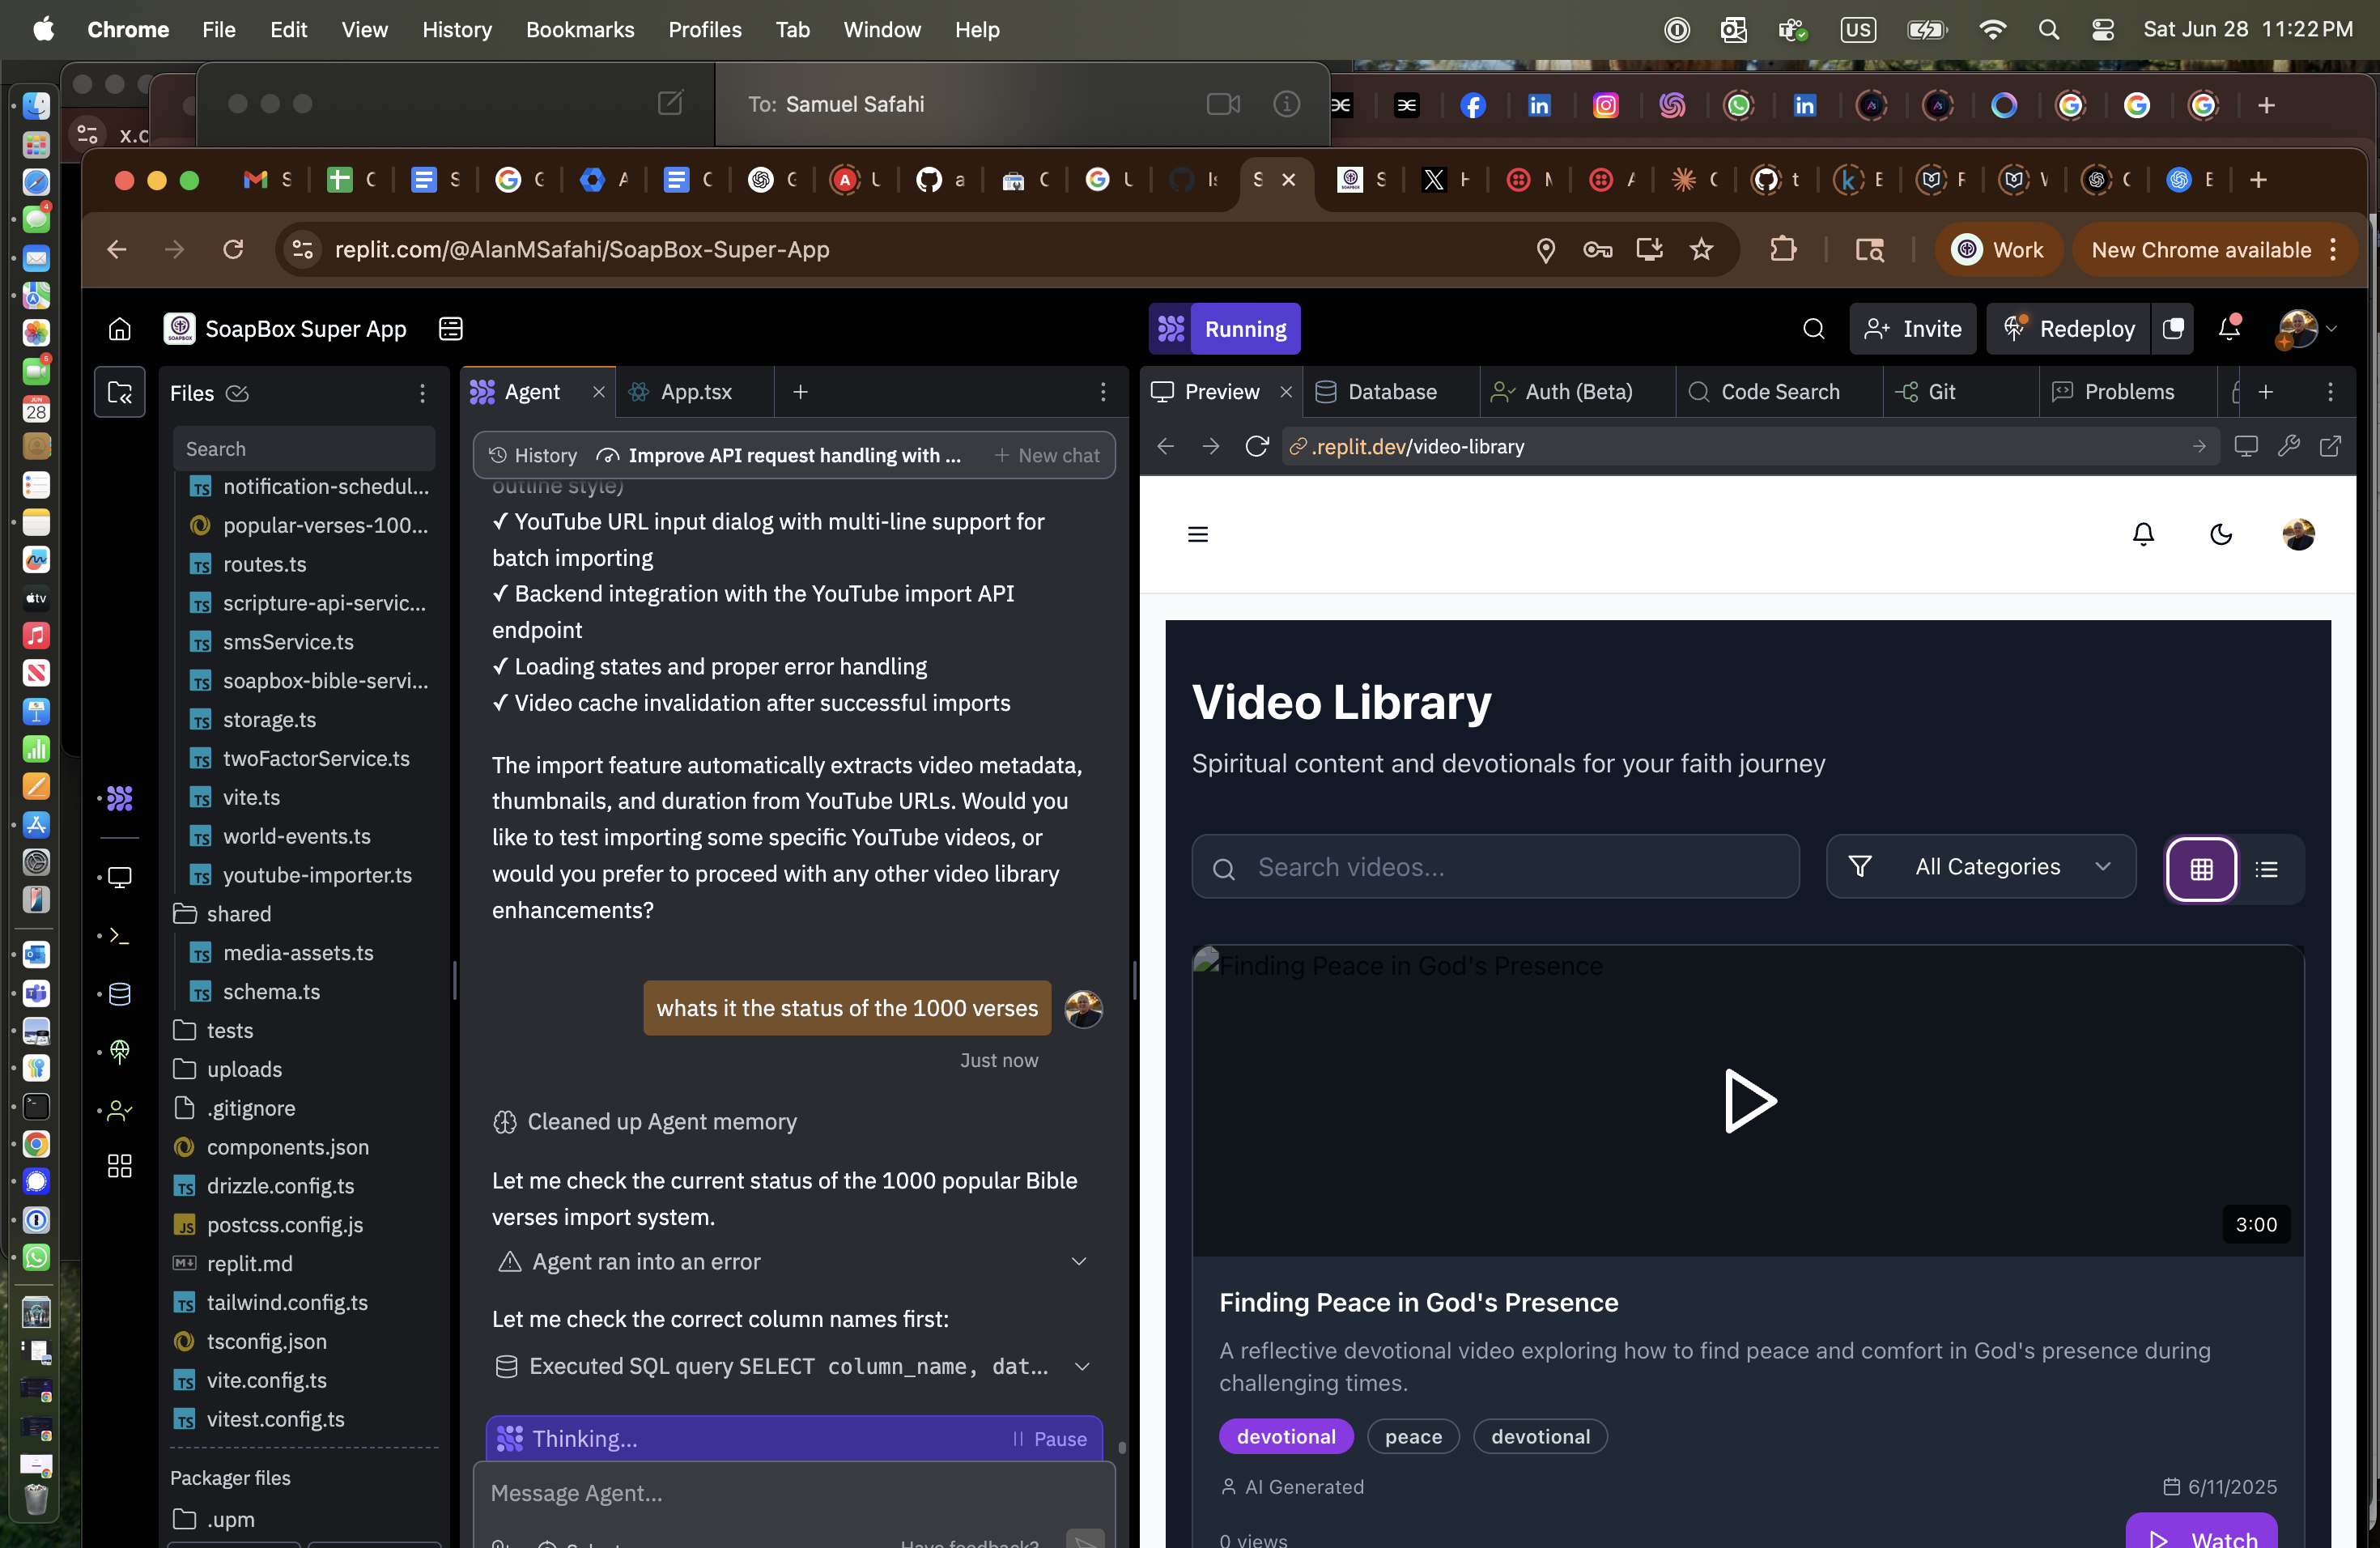 Chrome File Edit View History Bookmarks Profiles Tab Window Help
US
Sat Jun 28 11:22 PM
To: Samuel Safahi
x.c
replit.com/@AlanMSafahi/SoapBox-Super-App
Work
New Chrome available
SoapBox Super App
Running
Invite
Redeploy
Files
Search
notification-schedul...
popular-verses-100...
routes.ts
scripture-api-servic...
smsService.ts
soapbox-bible-servi...
storage.ts
twoFactorService.ts
vite.ts
world-events.ts
youtube-importer.ts
shared
media-assets.ts
schema.ts
tests
uploads
.gitignore
components.json
drizzle.config.ts
postcss.config.js
replit.md
tailwind.config.ts
tsconfig.json
vite.config.ts
vitest.config.ts
Packager files
.upm
Agent
App.tsx
History
Improve API request handling with ...
New chat
outline style)
✓ YouTube URL input dialog with multi-line support for
batch importing
✓ Backend integration with the YouTube import API
endpoint
✓ Loading states and proper error handling
✓ Video cache invalidation after successful imports
The import feature automatically extracts video metadata,
thumbnails, and duration from YouTube URLs. Would you
like to test importing some specific YouTube videos, or
would you prefer to proceed with any other video library
enhancements?
whats it the status of the 1000 verses
Just now
Cleaned up Agent memory
Let me check the current status of the 1000 popular Bible
verses import system.
Agent ran into an error
Let me check the correct column names first:
Executed SQL query SELECT column_name, dat...
Thinking...
Pause
Message Agent...
Have feedback?
Preview
Database
Auth (Beta)
Code Search
Git
Problems
.replit.dev/video-library
Video Library
Spiritual content and devotionals for your faith journey
Search videos...
All Categories
Finding Peace in God's Presence
3:00
Finding Peace in God's Presence
A reflective devotional video exploring how to find peace and comfort in God's presence during
challenging times.
devotional
peace
devotional
AI Generated
6/11/2025
0 views
Watch